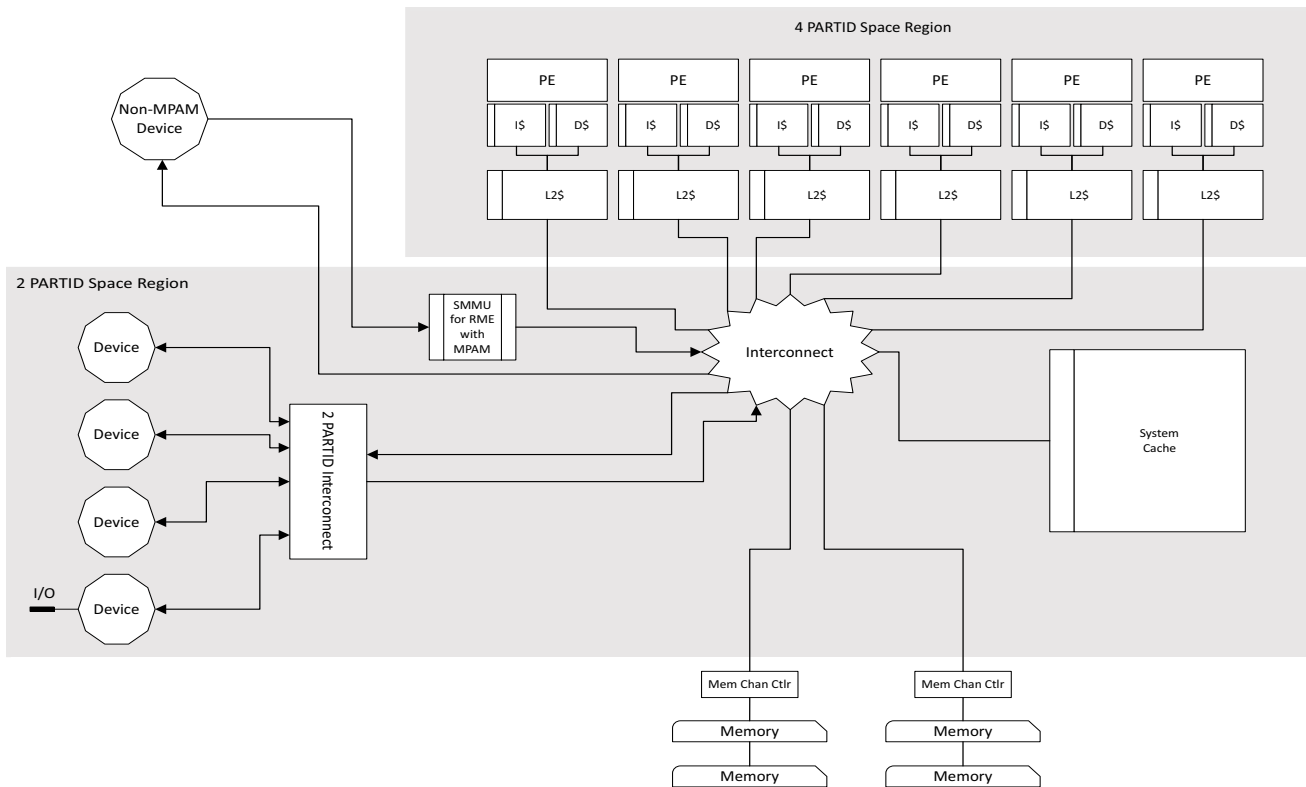 4 PARTID Space Region
PE PE PE PE PE PE
I$ D$ I$ D$ I$ D$ I$ D$ I$ D$ I$ D$
L2$ L2$ L2$ L2$ L2$ L2$
Non-MPAM
Device
2 PARTID Space Region
SMMU
for RME
with
MPAM
Interconnect
Device
Device
Device
Device
I/O
2 PARTID Interconnect
System
Cache
Mem Chan Ctlr Mem Chan Ctlr
Memory Memory
Memory Memory